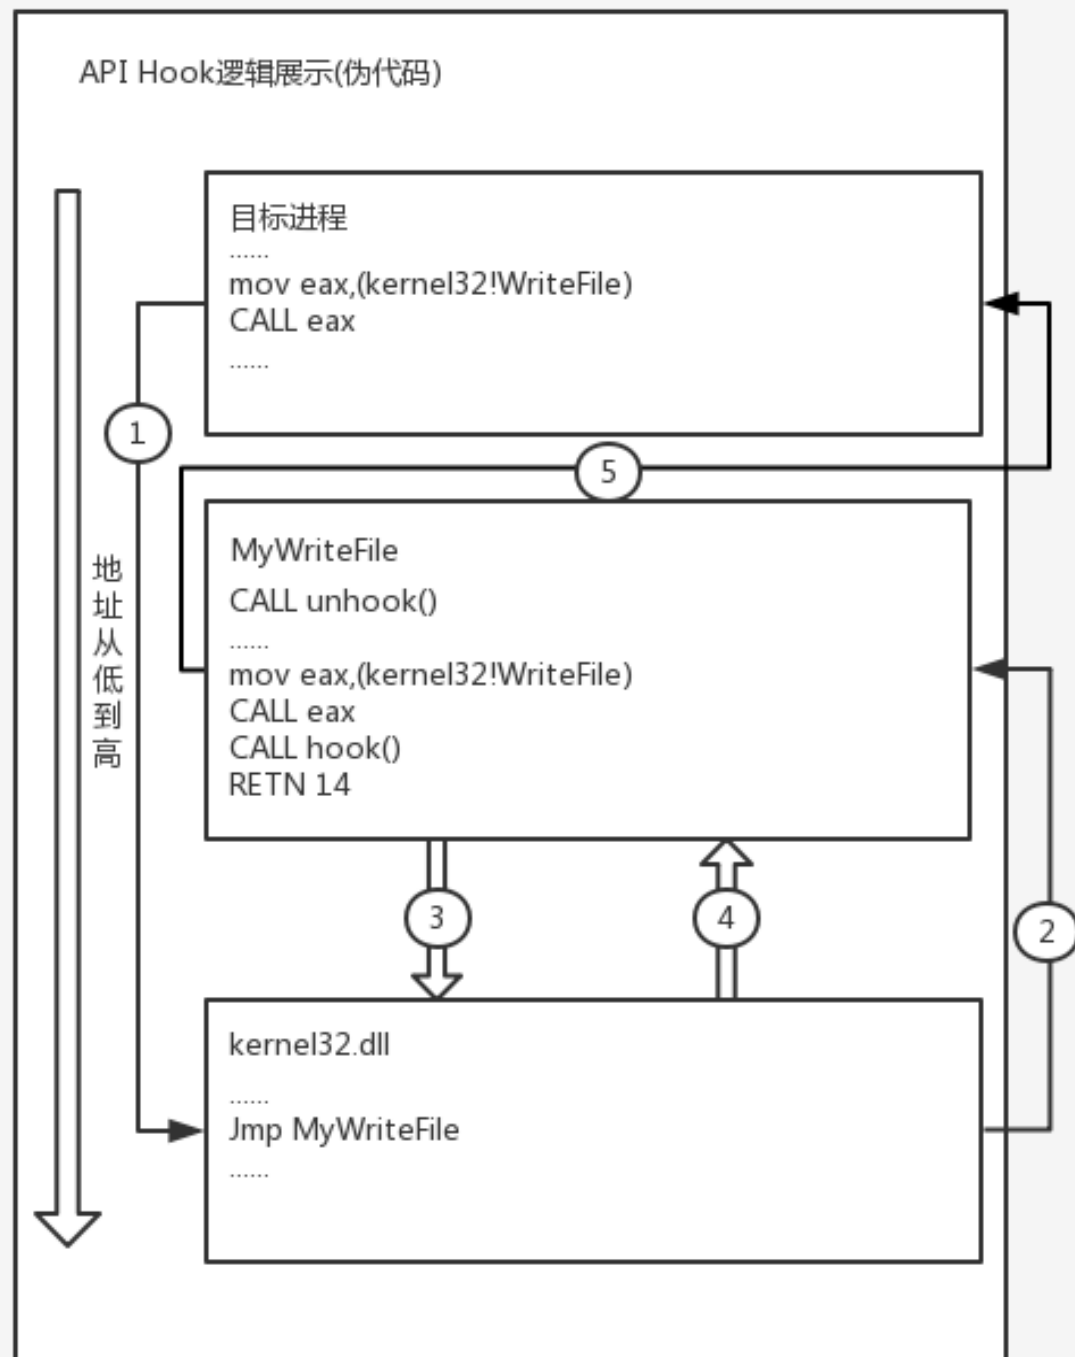 API Hook逻辑展示(伪代码)
目标进程
......
mov eax,(kernel32!WriteFile)
CALL eax
......
1
5
地址从低到高
MyWriteFile
CALL unhook()
......
mov eax,(kernel32!WriteFile)
CALL eax
CALL hook()
RETN 14
3
4
2
kernel32.dll
......
Jmp MyWriteFile
......